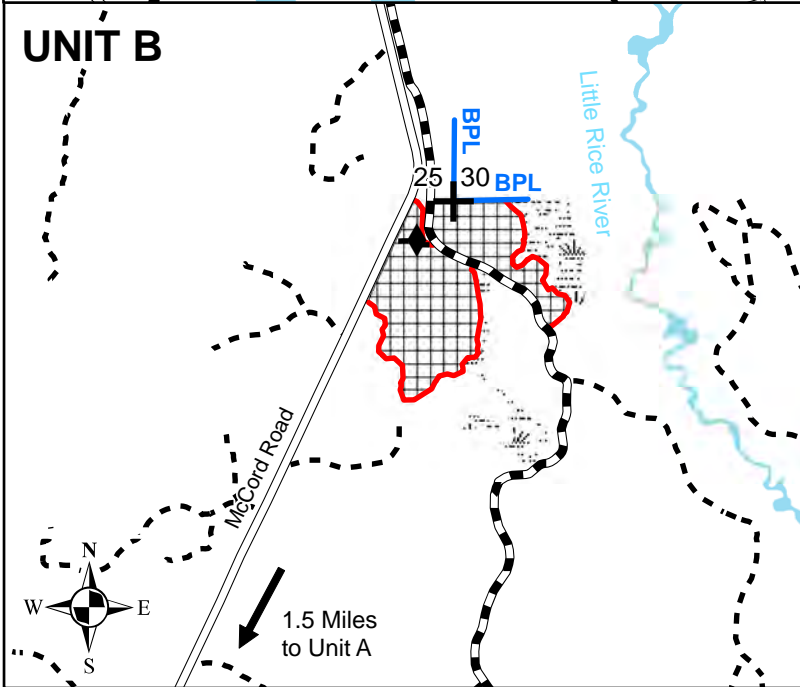 UNIT B
Little Rice River
BPL
25 30
BPL
McCord Road
N
W E
S
1.5 Miles
to Unit A